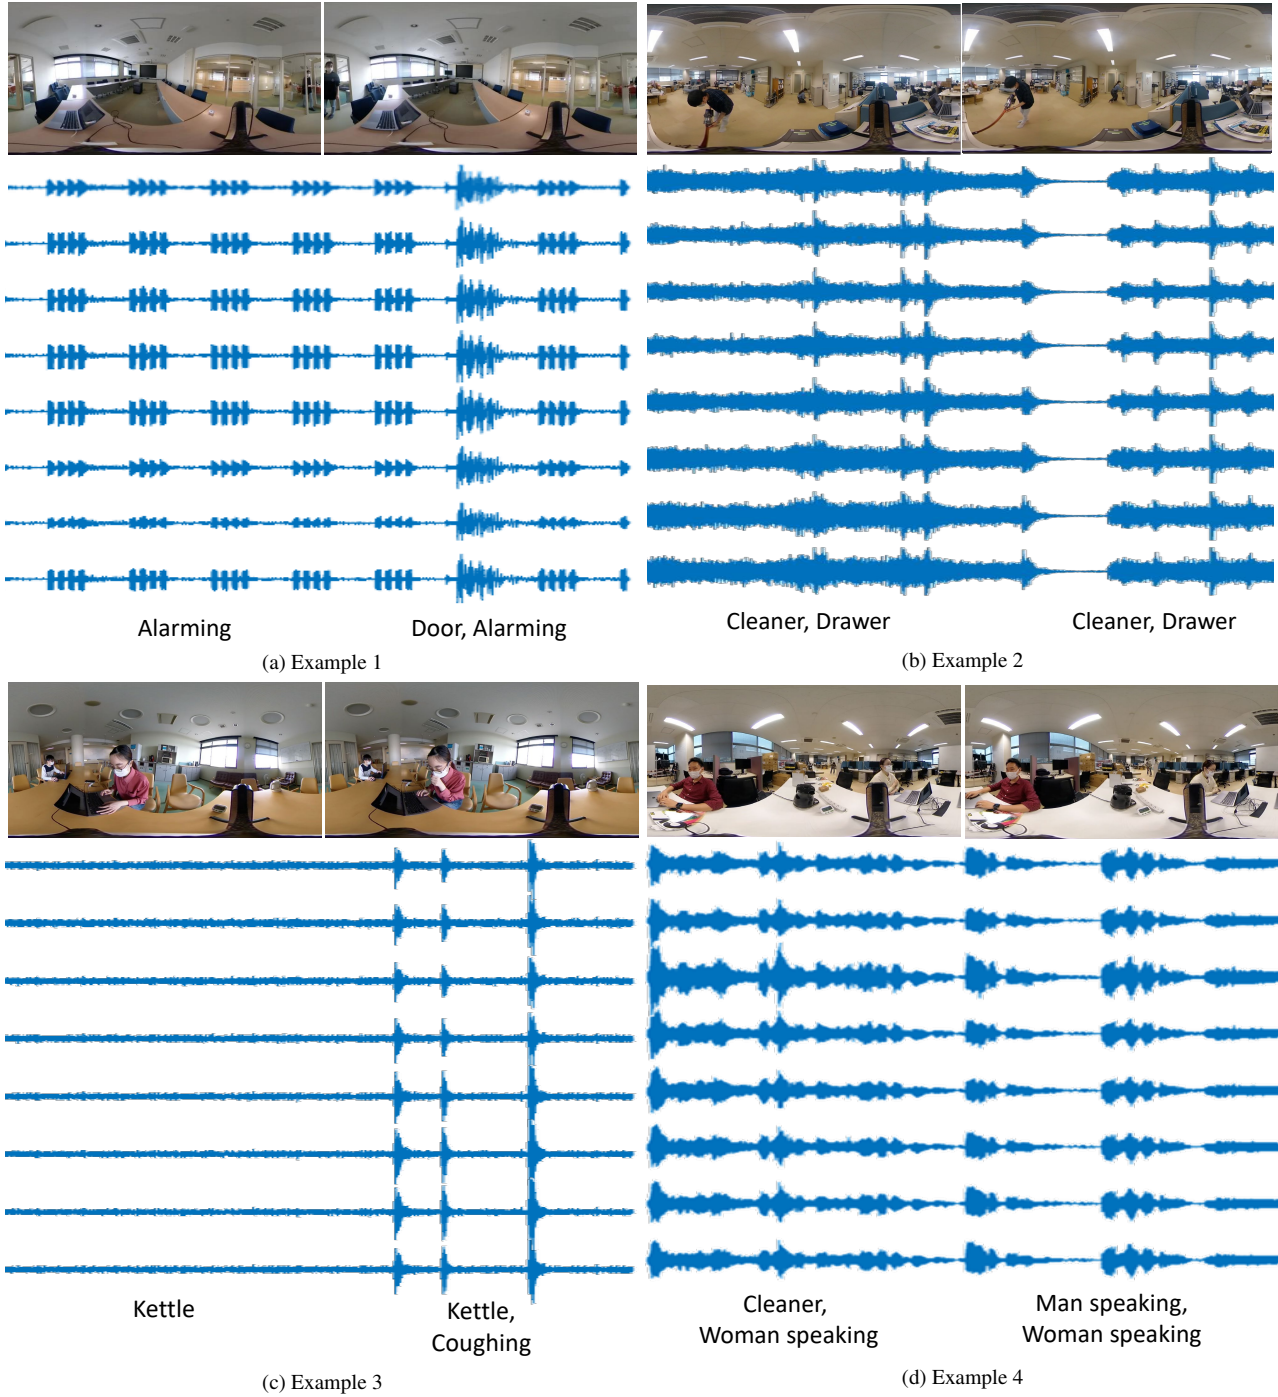 Alarming
Door, Alarming
(a) Example 1
Cleaner, Drawer
Cleaner, Drawer
(b) Example 2
Kettle
Kettle,
Coughing
(c) Example 3
Cleaner,
Woman speaking
Man speaking,
Woman speaking
(d) Example 4